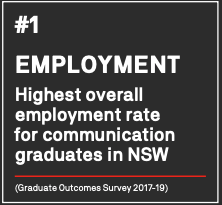 #1
EMPLOYMENT
Highest overall
employment rate
for communication
graduates in NSW
(Graduate Outcomes Survey 2017-19)